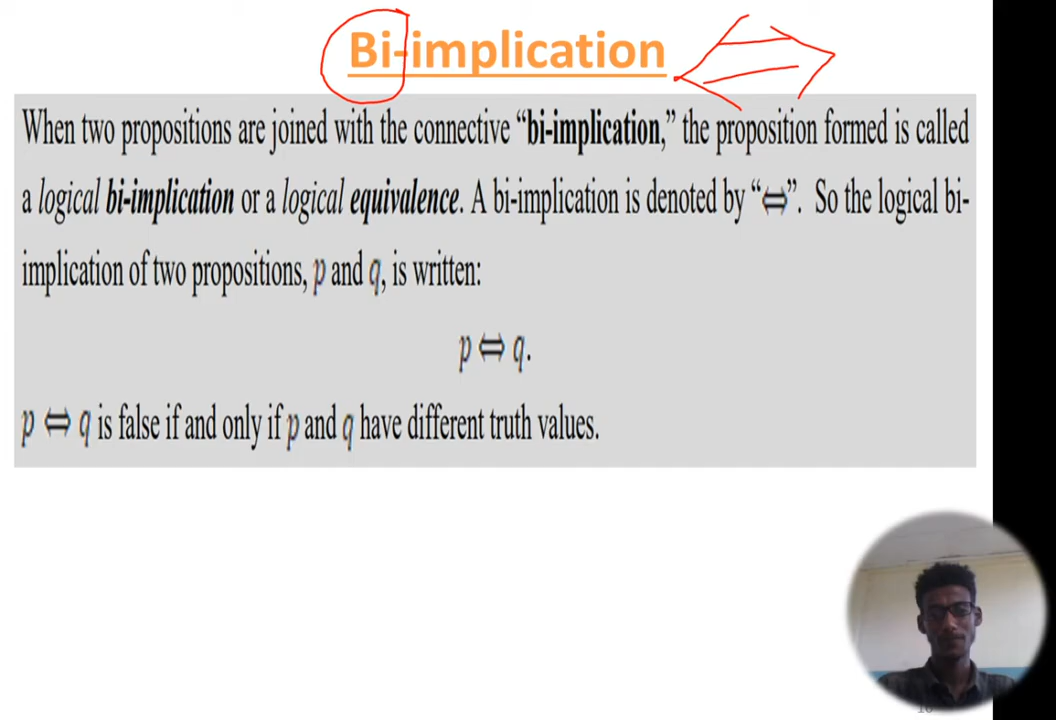 Bi-implication
When two propositions are joined with the connective “bi-implication,” the proposition formed is called
a logical bi-implication or a logical equivalence. A bi-implication is denoted by “⇔”. So the logical bi-
implication of two propositions, p and q, is written:
p ⇔ q.
p ⇔ q is false if and only if p and q have different truth values.